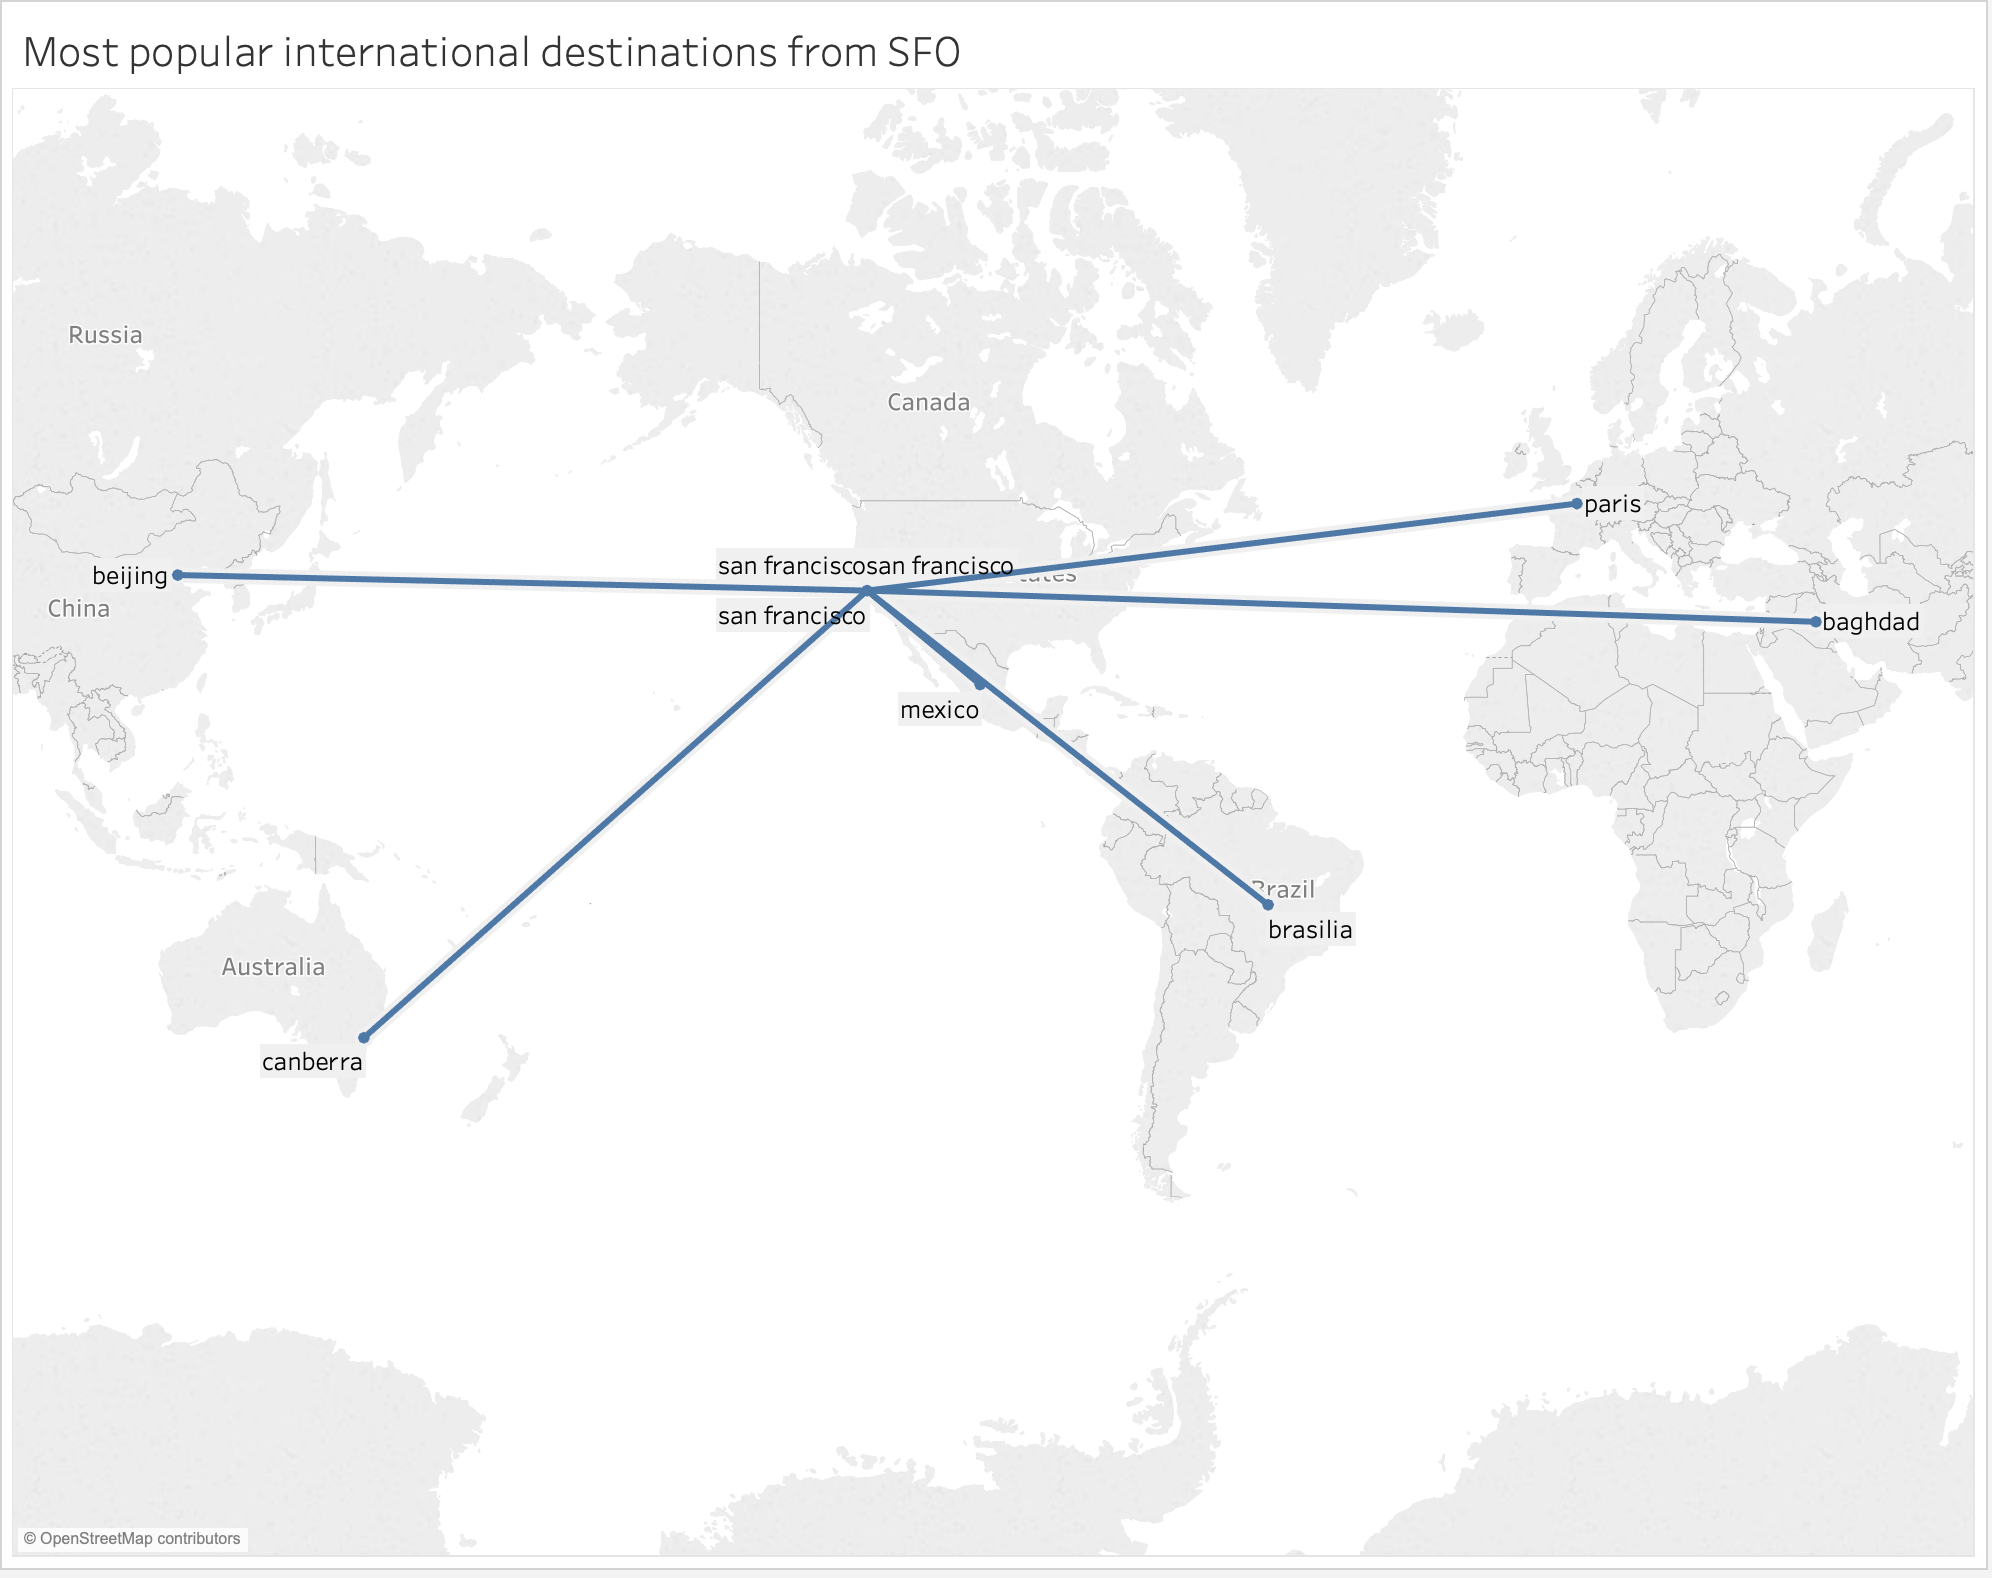 Most popular international destinations from SFO
Russia
Canada
paris
san franciscosan francisco
beijing
China
san francisco
baghdad
mexico
Brazil
brasilia
Australia
canberra
© OpenStreetMap contributors